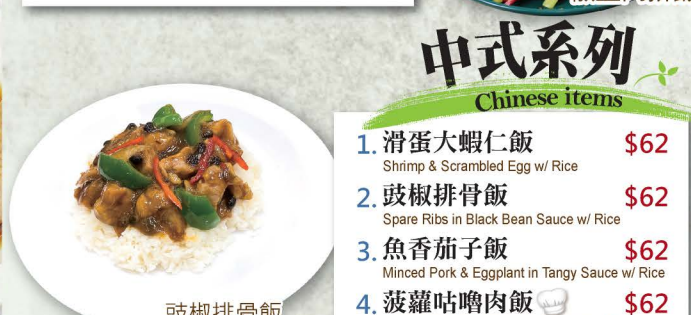 中式系列
Chinese items
1. 滑蛋大蝦仁飯 $62
Shrimp & Scrambled Egg w/ Rice
2. 豉椒排骨飯 $62
Spare Ribs in Black Bean Sauce w/ Rice
3. 魚香茄子飯 $62
Minced Pork & Eggplant in Tangy Sauce w/ Rice
4. 菠蘿咕嚕肉飯 $62
豉椒排骨飯